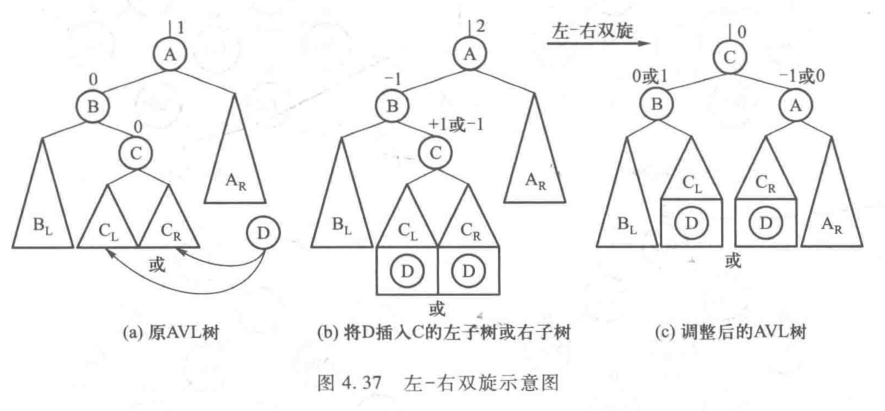 1
A
0
B
0
C
B_L
C_L
C_R
A_R
D
或
(a) 原AVL树
2
A
-1
B
+1或-1
C
B_L
C_L
C_R
A_R
D
D
或
(b) 将D插入C的左子树或右子树
左-右双旋
0
C
0或1
B
-1或0
A
B_L
C_L
C_R
A_R
D
D
或
(c) 调整后的AVL树
图 4.37 左-右双旋示意图